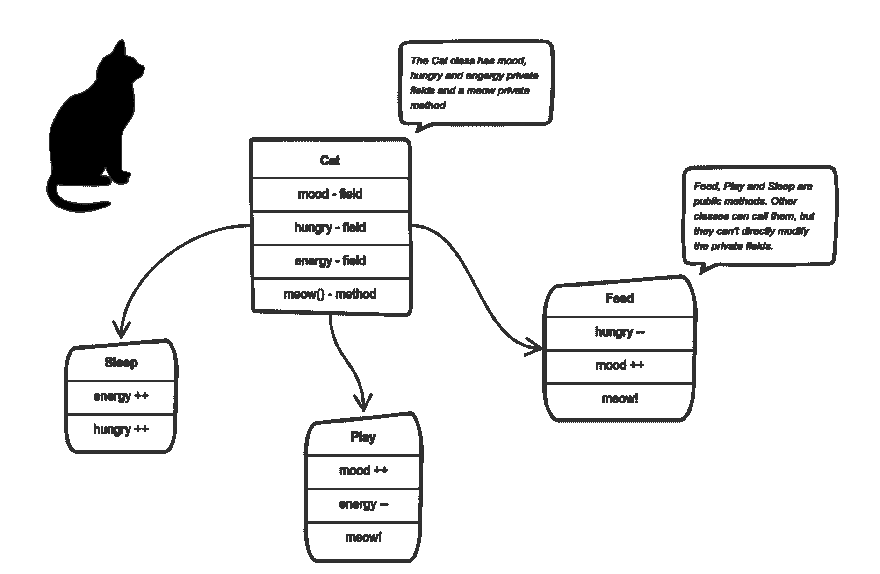 The Cat class has mood,
hungry and engergy private
fields and a meow private
method
Cat
mood - field
hungry - field
energy - field
meow() - method
Food, Play and Sleep are
public methods. Other
classes can call them, but
they can't directly modify
the private fields.
Feed
hungry --
mood ++
meow!
Sleep
energy ++
hungry ++
Play
mood ++
energy --
meow!